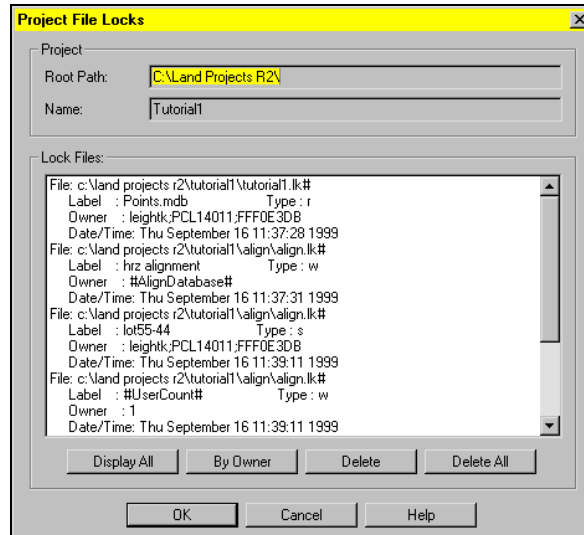 Project File Locks
Project
Root Path: C:\Land Projects R2\
Name: Tutorial1
Lock Files:
File: c:\land projects r2\tutorial1\tutorial1.lk#
Label : Points.mdb Type : r
Owner : leightk;PCL14011;FFF0E3DB
Date/Time: Thu September 16 11:37:28 1999
File: c:\land projects r2\tutorial1\align\align.lk#
Label : hrz alignment Type : w
Owner : #AlignDatabase#
Date/Time: Thu September 16 11:37:31 1999
File: c:\land projects r2\tutorial1\align\align.lk#
Label : lot55-44 Type : s
Owner : leightk;PCL14011;FFF0E3DB
Date/Time: Thu September 16 11:39:11 1999
File: c:\land projects r2\tutorial1\align\align.lk#
Label : #UserCount# Type : w
Owner : 1
Date/Time: Thu September 16 11:39:11 1999
Display All By Owner Delete Delete All
OK Cancel Help